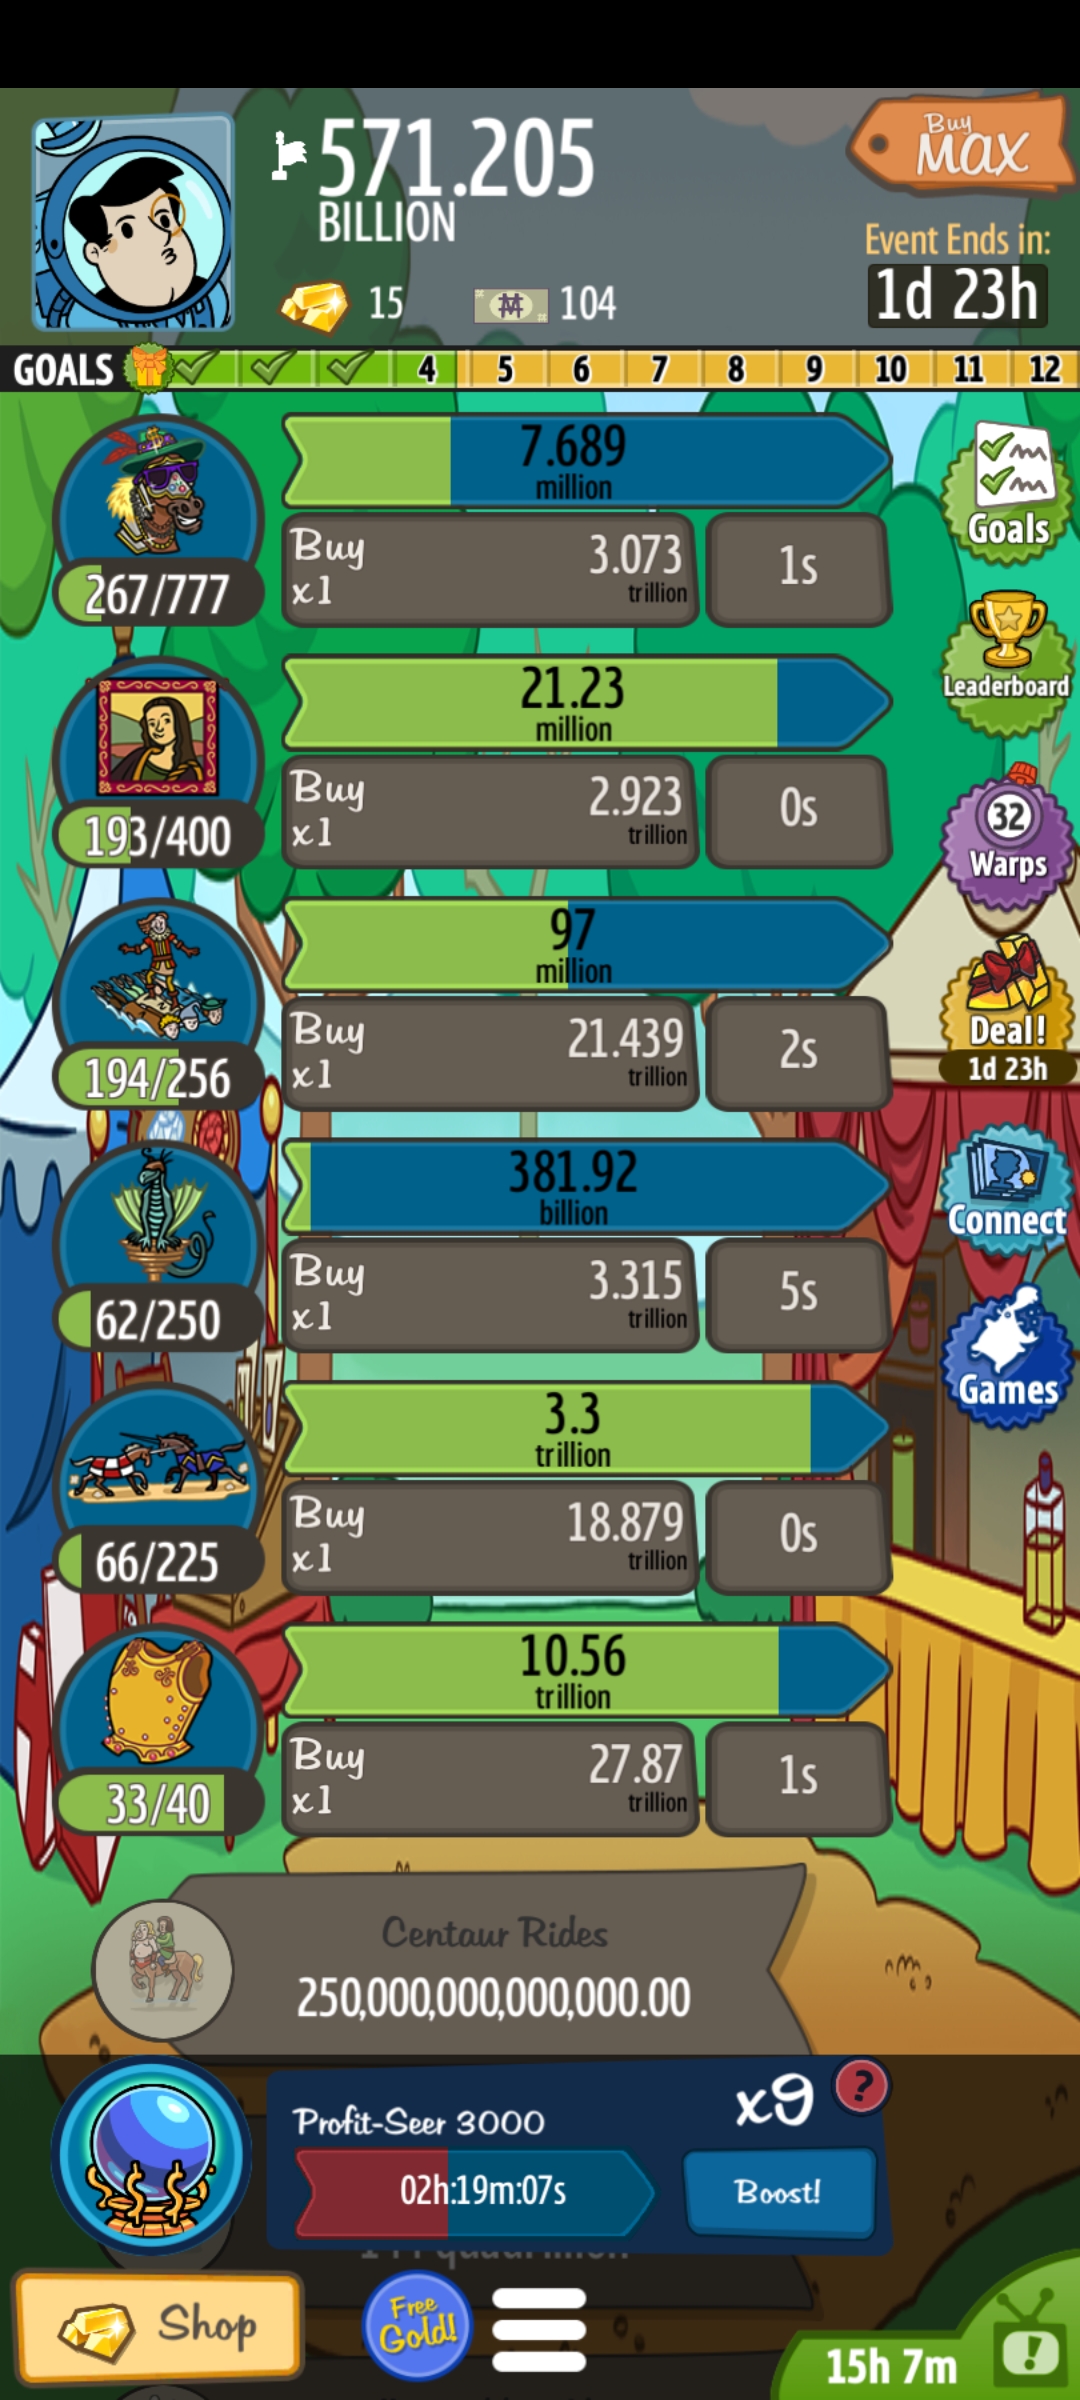 571.205
BILLION
Buy
MAX
Event Ends in:
1d 23h
15
104
GOALS 4 5 6 7 8 9 10 11 12
7.689
million
Buy
x1
3.073
trillion
1s
267/777
Goals
21.23
million
Leaderboard
Buy
x1
2.923
trillion
0s
193/400
32
Warps
97
million
Buy
x1
21.439
trillion
2s
194/256
Deal!
1d 23h
381.92
billion
Buy
x1
3.315
trillion
5s
62/250
Connect
3.3
trillion
Games
Buy
x1
18.879
trillion
0s
66/225
10.56
trillion
Buy
x1
27.87
trillion
1s
33/40
Centaur Rides
250,000,000,000,000.00
Profit-Seer 3000
x9
?
02h:19m:07s
Boost!
Shop
Free
Gold!
15h 7m
!